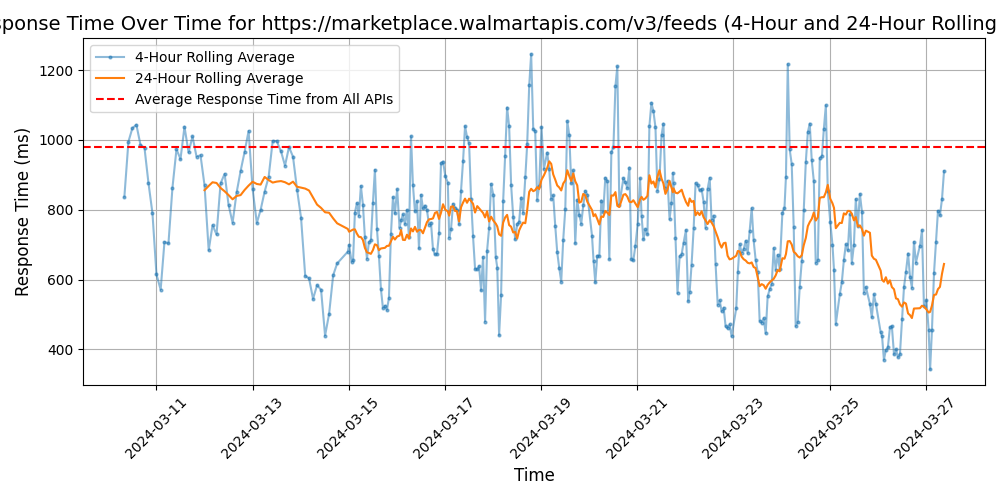 ponse Time Over Time for https://marketplace.walmartapis.com/v3/feeds (4-Hour and 24-Hour Rolling
4-Hour Rolling Average
24-Hour Rolling Average
Average Response Time from All APIs
Response Time (ms)
1200
1000
800
600
400
2024-03-11
2024-03-13
2024-03-15
2024-03-17
2024-03-19
2024-03-21
2024-03-23
2024-03-25
2024-03-27
Time